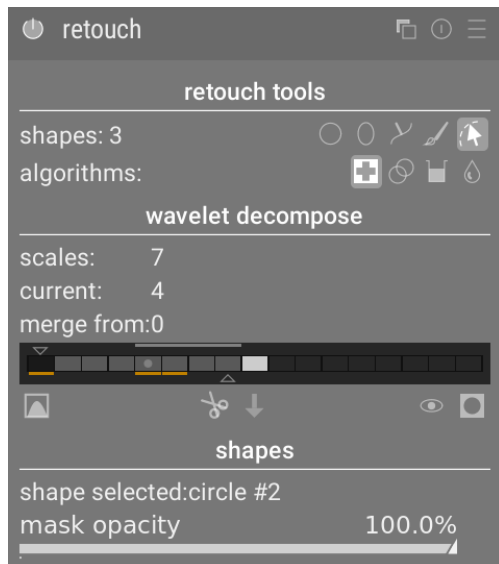 retouch
retouch tools
shapes: 3
algorithms:
wavelet decompose
scales: 7
current: 4
merge from:0
shapes
shape selected:circle #2
mask opacity 100.0%